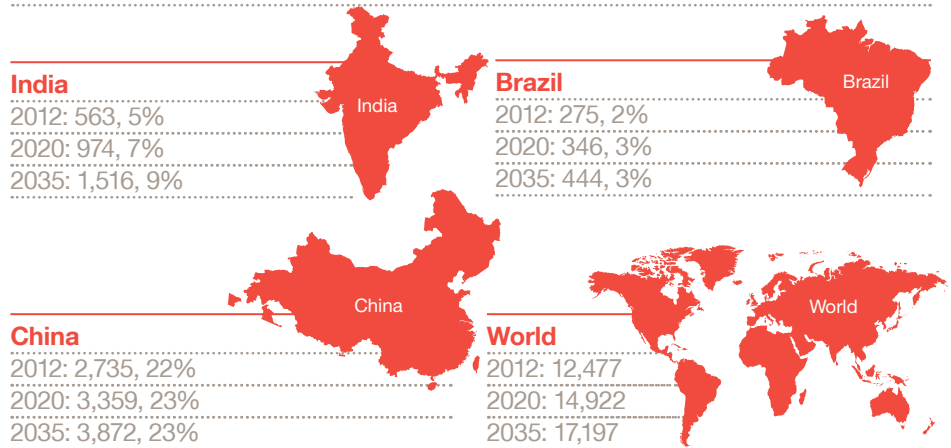 India
India
2012: 563, 5%
2020: 974, 7%
2035: 1,516, 9%
Brazil
Brazil
2012: 275, 2%
2020: 346, 3%
2035: 444, 3%
China
China
2012: 2,735, 22%
2020: 3,359, 23%
2035: 3,872, 23%
World
World
2012: 12,477
2020: 14,922
2035: 17,197